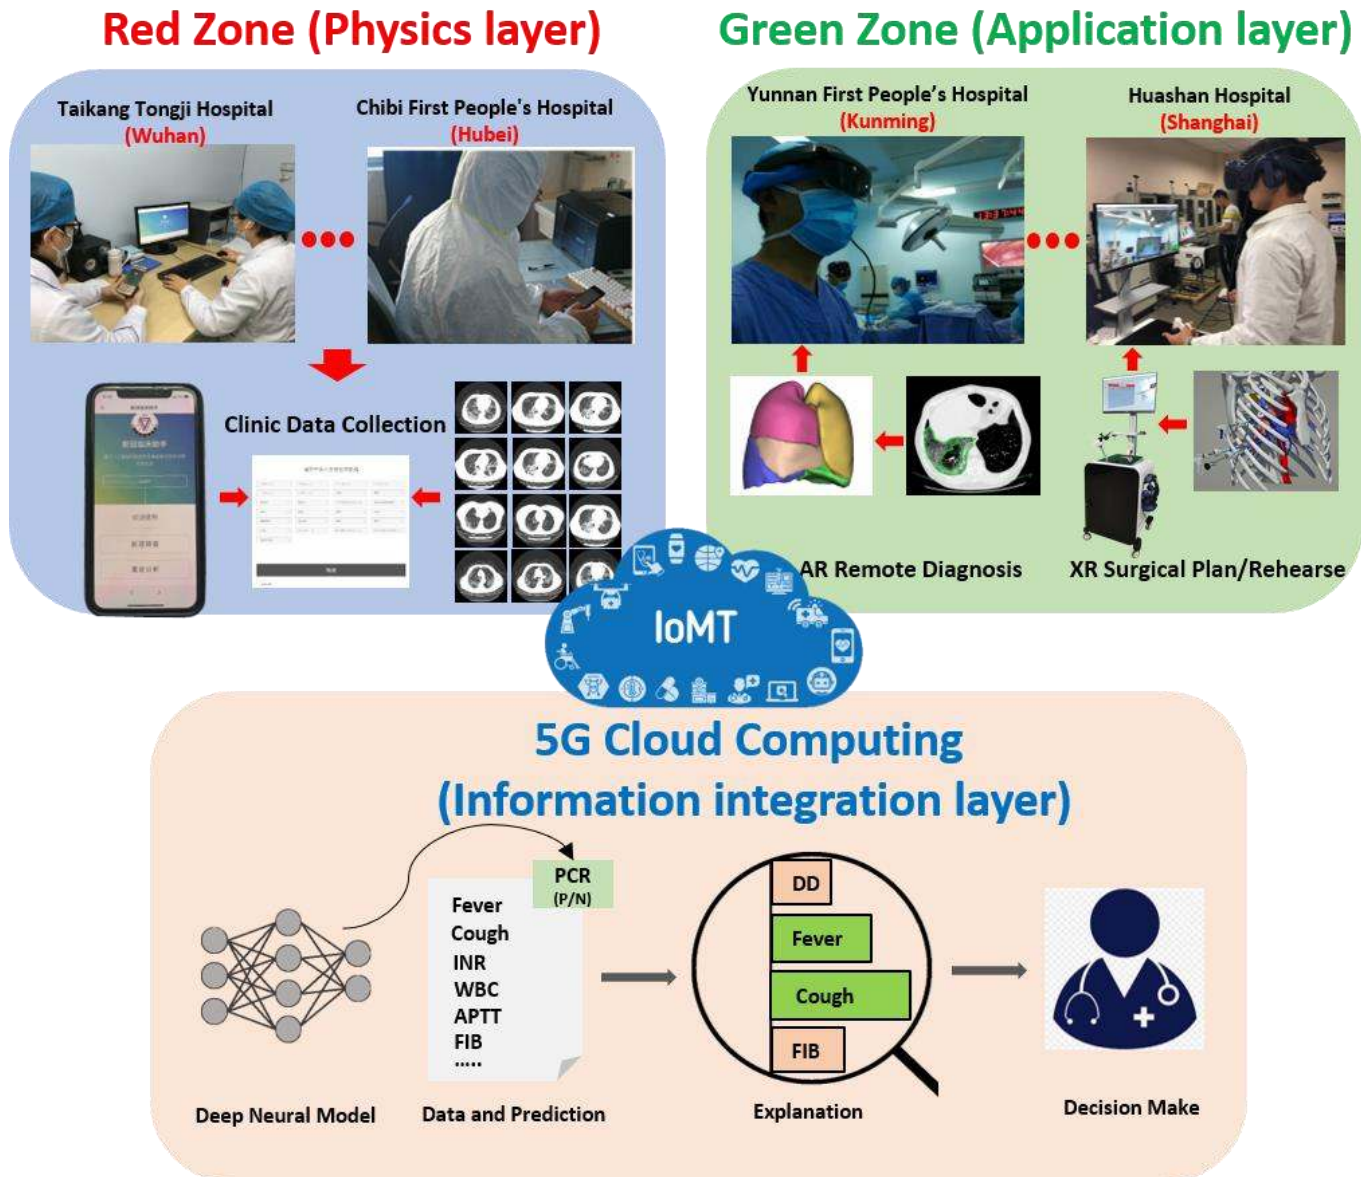 Red Zone (Physics layer)
Green Zone (Application layer)
Taikang Tongji Hospital
(Wuhan)
Chibi First People's Hospital
(Hubei)
Yunnan First People’s Hospital
(Kunming)
Huashan Hospital
(Shanghai)
Clinic Data Collection
AR Remote Diagnosis
XR Surgical Plan/Rehearse
IoMT
5G Cloud Computing
(Information integration layer)
PCR
(P/N)
Fever
Cough
INR
WBC
APTT
FIB
.....
DD
Fever
Cough
FIB
Deep Neural Model
Data and Prediction
Explanation
Decision Make